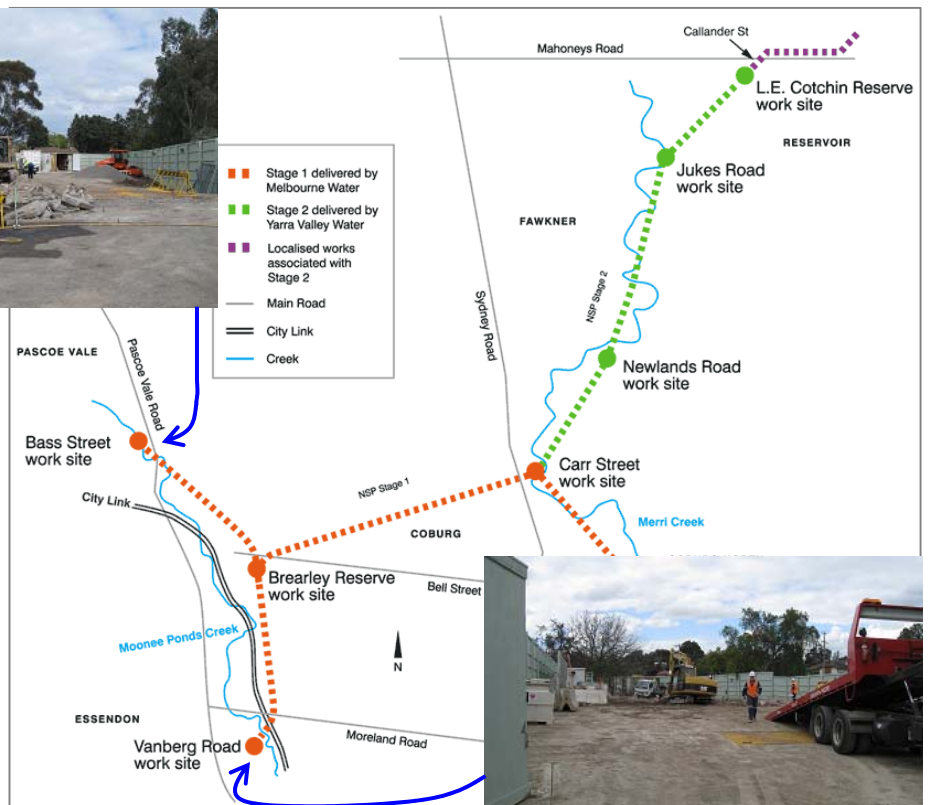 Callander St
Mahoneys Road
L.E. Cotchin Reserve
work site
RESERVOIR
Jukes Road
work site
Stage 1 delivered by
Melbourne Water
Stage 2 delivered by
Yarra Valley Water
Localised works
associated with
Stage 2
Main Road
City Link
Creek
FAWKNER
NSP Stage 2
Sydney Road
PASCOE VALE
Pascoe Vale Road
Newlands Road
work site
Bass Street
work site
Carr Street
work site
NSP Stage 1
City Link
COBURG
Merri Creek
Brearley Reserve
work site
Bell Street
Moonee Ponds Creek
N
ESSENDON
Moreland Road
Vanberg Road
work site